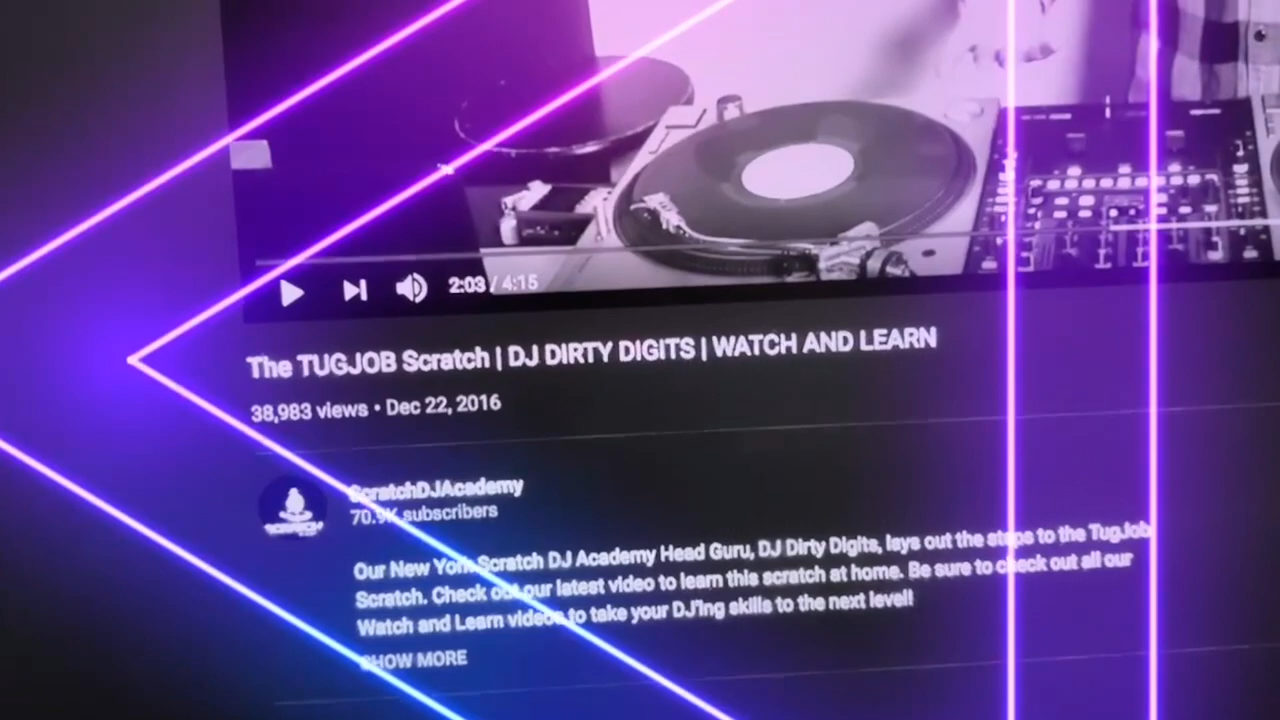 2:03 / 4:15
The TUGJOB Scratch | DJ DIRTY DIGITS | WATCH AND LEARN
38,983 views • Dec 22, 2016
ScratchDJAcademy
70.9K subscribers
Our New York Scratch DJ Academy Head Guru, DJ Dirty Digits, lays out the steps to the TugJob
Scratch. Check out our latest video to learn this scratch at home. Be sure to check out all our
Watch and Learn videos to take your DJ'ing skills to the next level!
SHOW MORE